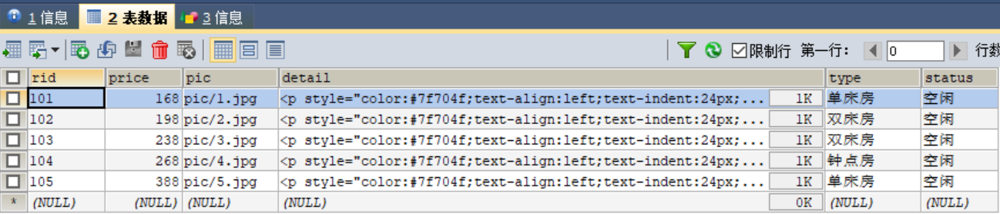 1 信息 2 表数据 3 信息
限制行 第一行: 0 行数
rid price pic detail type status
101 168 pic/1.jpg <p style="color:#7f704f;text-align:left;text-indent:24px;... 1K 单床房 空闲
102 198 pic/2.jpg <p style="color:#7f704f;text-align:left;text-indent:24px;... 1K 双床房 空闲
103 238 pic/3.jpg <p style="color:#7f704f;text-align:left;text-indent:24px;... 1K 双床房 空闲
104 268 pic/4.jpg <p style="color:#7f704f;text-align:left;text-indent:24px;... 1K 钟点房 空闲
105 388 pic/5.jpg <p style="color:#7f704f;text-align:left;text-indent:24px;... 1K 单床房 空闲
* (NULL) (NULL) (NULL) (NULL) 0K (NULL) (NULL)